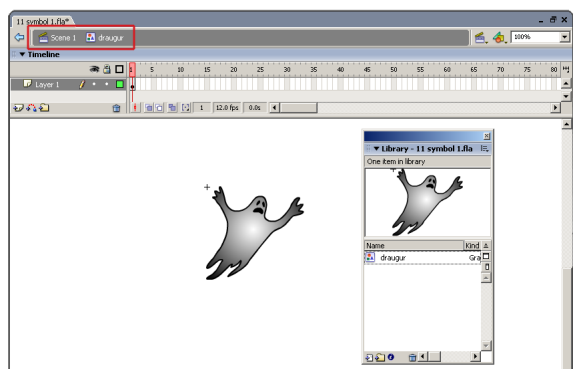 11 symbol 1.fla*
Scene 1 draugur 100%
Timeline
1 5 10 15 20 25 30 35 40 45 50 55 60 65 70 75 80
Layer 1
1 12.0 fps 0.0s
Library - 11 symbol 1.fla
One item in library
Name Kind
draugur Gra